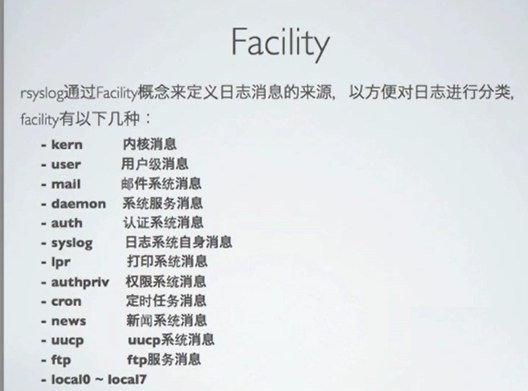 Facility
rsyslog通过Facility概念来定义日志消息的来源，以方便对日志进行分类，
facility有以下几种：
- kern 内核消息
- user 用户级消息
- mail 邮件系统消息
- daemon 系统服务消息
- auth 认证系统消息
- syslog 日志系统自身消息
- lpr 打印系统消息
- authpriv 权限系统消息
- cron 定时任务消息
- news 新闻系统消息
- uucp uucp系统消息
- ftp ftp服务消息
- local0 ~ local7